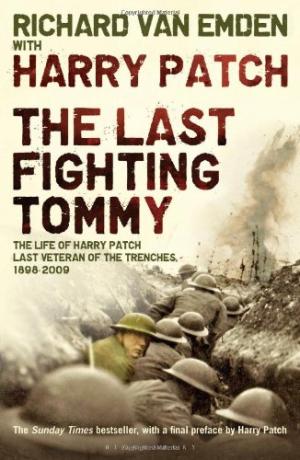 RICHARD VAN EMDEN
WITH
HARRY PATCH
THE LAST
FIGHTING
TOMMY
THE LIFE OF HARRY PATCH
LAST VETERAN OF THE TRENCHES,
1898-2009
The Sunday Times bestseller, with a final preface by Harry Patch